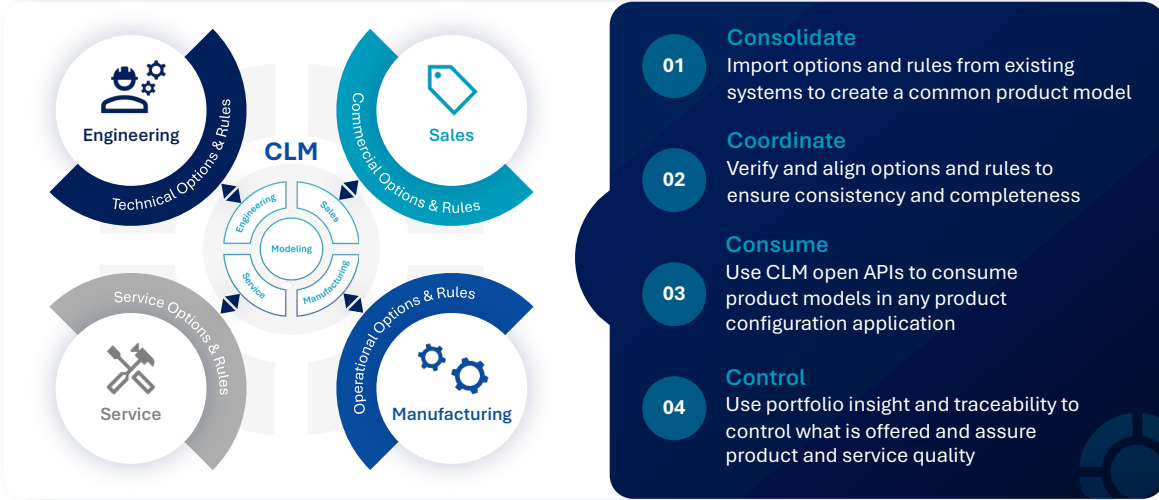 Engineering
Technical Options & Rules
Sales
Commercial Options & Rules
CLM
Engineering
Sales
Modeling
Service
Manufacturing
Service Options & Rules
Service
Operational Options & Rules
Manufacturing
01
Consolidate
Import options and rules from existing
systems to create a common product model
02
Coordinate
Verify and align options and rules to
ensure consistency and completeness
03
Consume
Use CLM open APIs to consume
product models in any product
configuration application
04
Control
Use portfolio insight and traceability to
control what is offered and assure
product and service quality